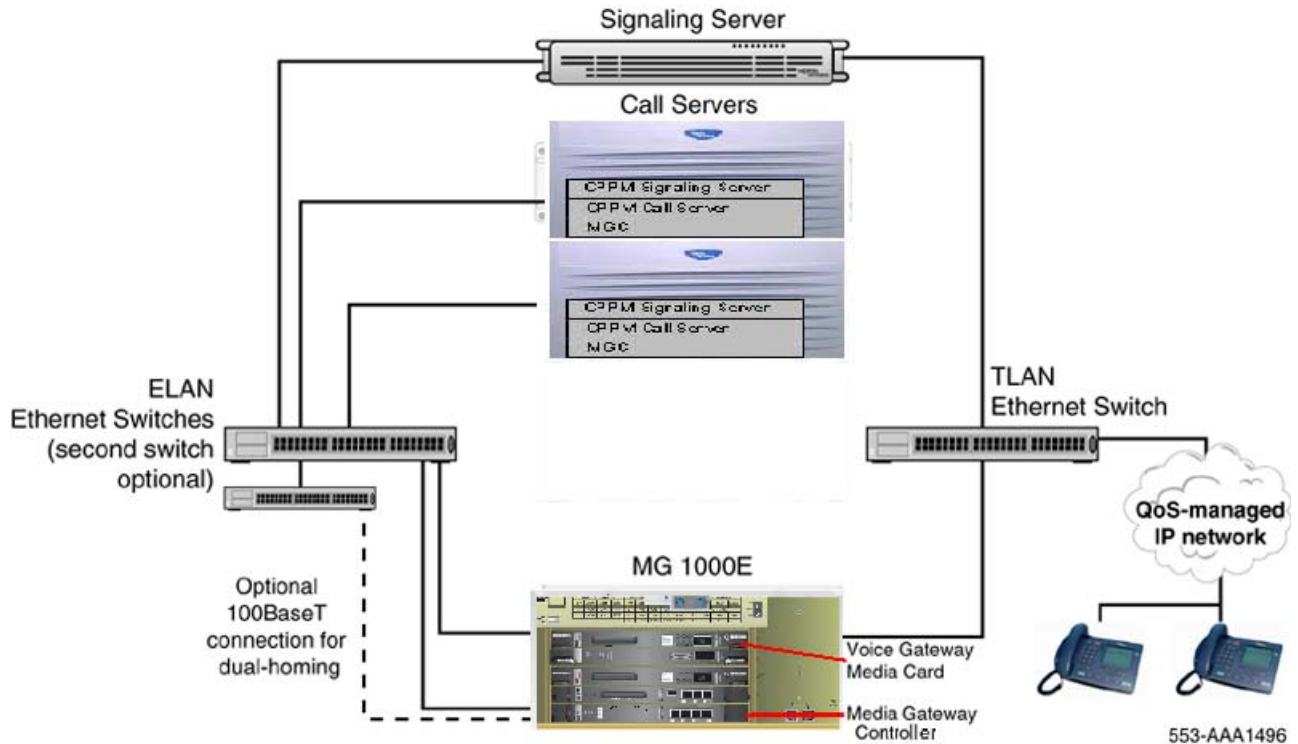 Signaling Server
Call Servers
CPPM Signaling Server
CPPM Call Server
MGC
CPPM Signaling Server
CPPM Call Server
MGC
ELAN
Ethernet Switches
(second switch
optional)
TLAN
Ethernet Switch
QoS-managed
IP network
MG 1000E
Optional
100BaseT
connection for
dual-homing
Voice Gateway
Media Card
Media Gateway
Controller
553-AAA1496